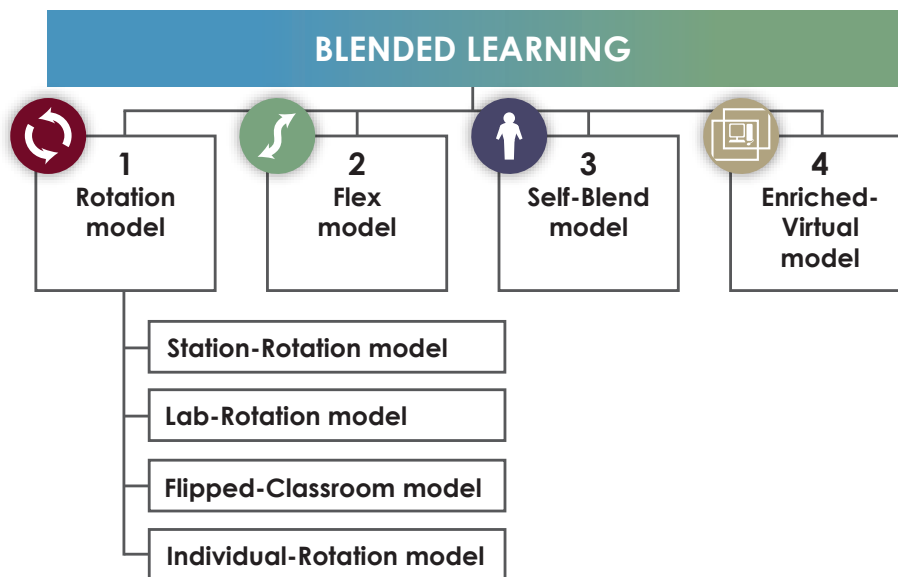 BLENDED LEARNING
1
Rotation
model
2
Flex
model
3
Self-Blend
model
4
Enriched-
Virtual
model
Station-Rotation model
Lab-Rotation model
Flipped-Classroom model
Individual-Rotation model